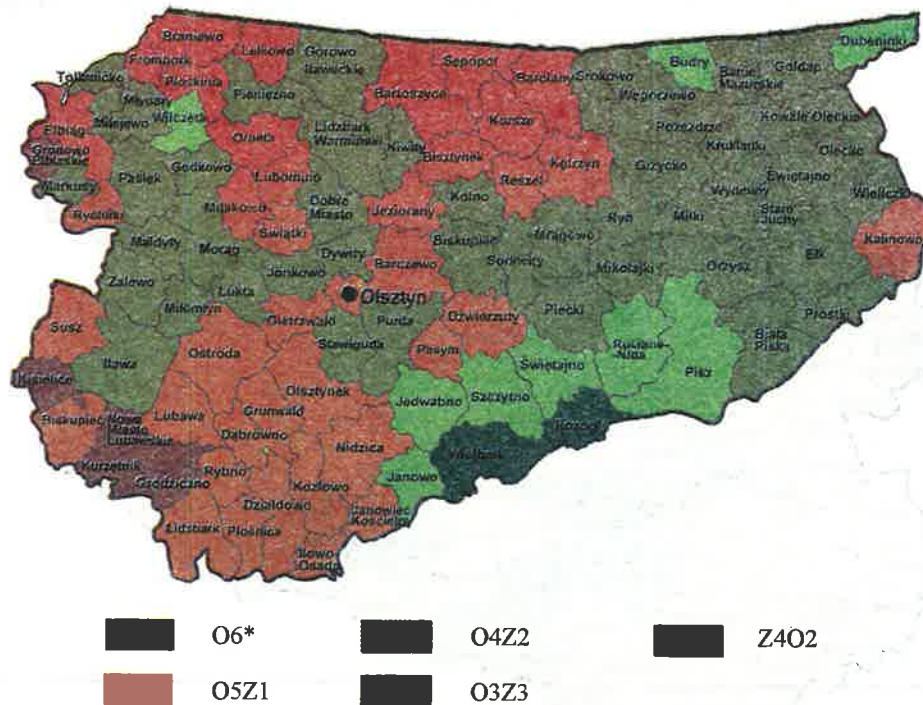 Braniewo
Lelkowo
Gorowo
Iławeckie
Sępopol
Budry
Dubeninki
Frombork
Barciany
Srokowo
Banie
Mazurskie
Gołdap
Tolkmicko
Płoskinia
Pieniężno
Bartoszyce
Węgorzewo
Młynary
Wilczęta
Milejewo
Korsze
Pozezdrze
Kowale Oleckie
Elbląg
Orneta
Lidzbark
Warmiński
Kiwity
Kruklanki
Gronowo
Elbląskie
Godkowo
Bisztynek
Kętrzyn
Giżycko
Olecko
Markusy
Pasłęk
Lubomino
Reszel
Świętajno
Wydminy
Wieliczki
Rychliki
Miłakowo
Dobre
Miasto
Jeziorany
Kolno
Stare
Juchy
Świątki
Ryn
Miłki
Kalinowo
Małdyty
Morąg
Dywity
Biskupiec
Mrągowo
Ełk
Zalewo
Jonkowo
Barczewo
Sorkwity
Mikołajki
Orzysz
Łukta
Olsztyn
Miłomłyn
Purda
Piecki
Prostki
Susz
Gietrzwałd
Dźwierzuty
Stawiguda
Biała
Piska
Ostróda
Pasym
Ruciane
Nida
Iława
Świętajno
Pisz
Kisielice
Olsztynek
Jedwabno
Szczytno
Biskupiec
Nowe
Miasto
Lubawskie
Lubawa
Grunwald
Rozogi
Dąbrówno
Nidzica
Wielbark
Kurzętnik
Rybno
Janowo
Grodziczno
Kozłowo
Działdowo
Janowiec
Kościelny
Lidzbark
Płośnica
Iłowo
Osada
O6* O4Z2 Z4O2
O5Z1 O3Z3